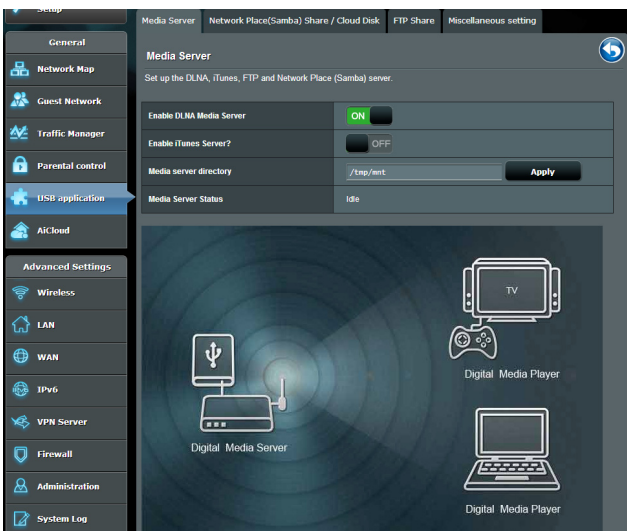 Setup
Media Server
Network Place(Samba) Share / Cloud Disk
FTP Share
Miscellaneous setting
General
Network Map
Guest Network
Traffic Manager
Parental control
USB application
AiCloud
Advanced Settings
Wireless
LAN
WAN
IPv6
VPN Server
Firewall
Administration
System Log
Media Server
Set up the DLNA, iTunes, FTP and Network Place (Samba) server.
Enable DLNA Media Server ON
Enable iTunes Server? OFF
Media server directory /tmp/mnt Apply
Media Server Status Idle
TV
Digital Media Player
Digital Media Server
Digital Media Player